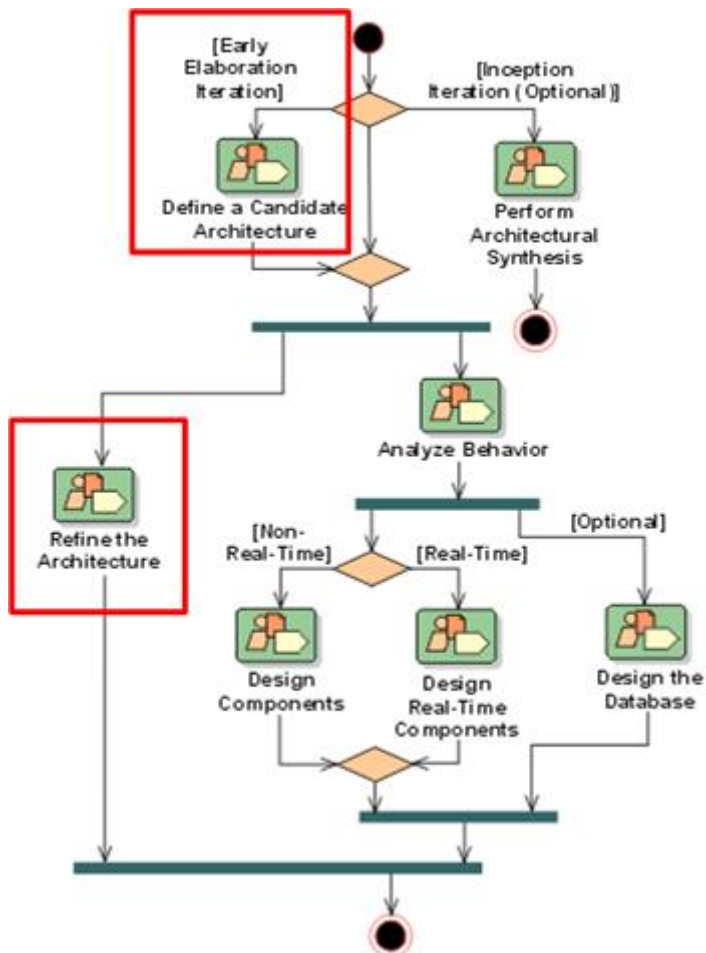 [Early
Elaboration
Iteration]
[Inception
Iteration (Optional)]
Define a Candidate
Architecture
Perform
Architectural
Synthesis
Analyze Behavior
Refine the
Architecture
[Non-
Real-Time]
[Real-Time]
[Optional]
Design
Components
Design
Real-Time
Components
Design the
Database